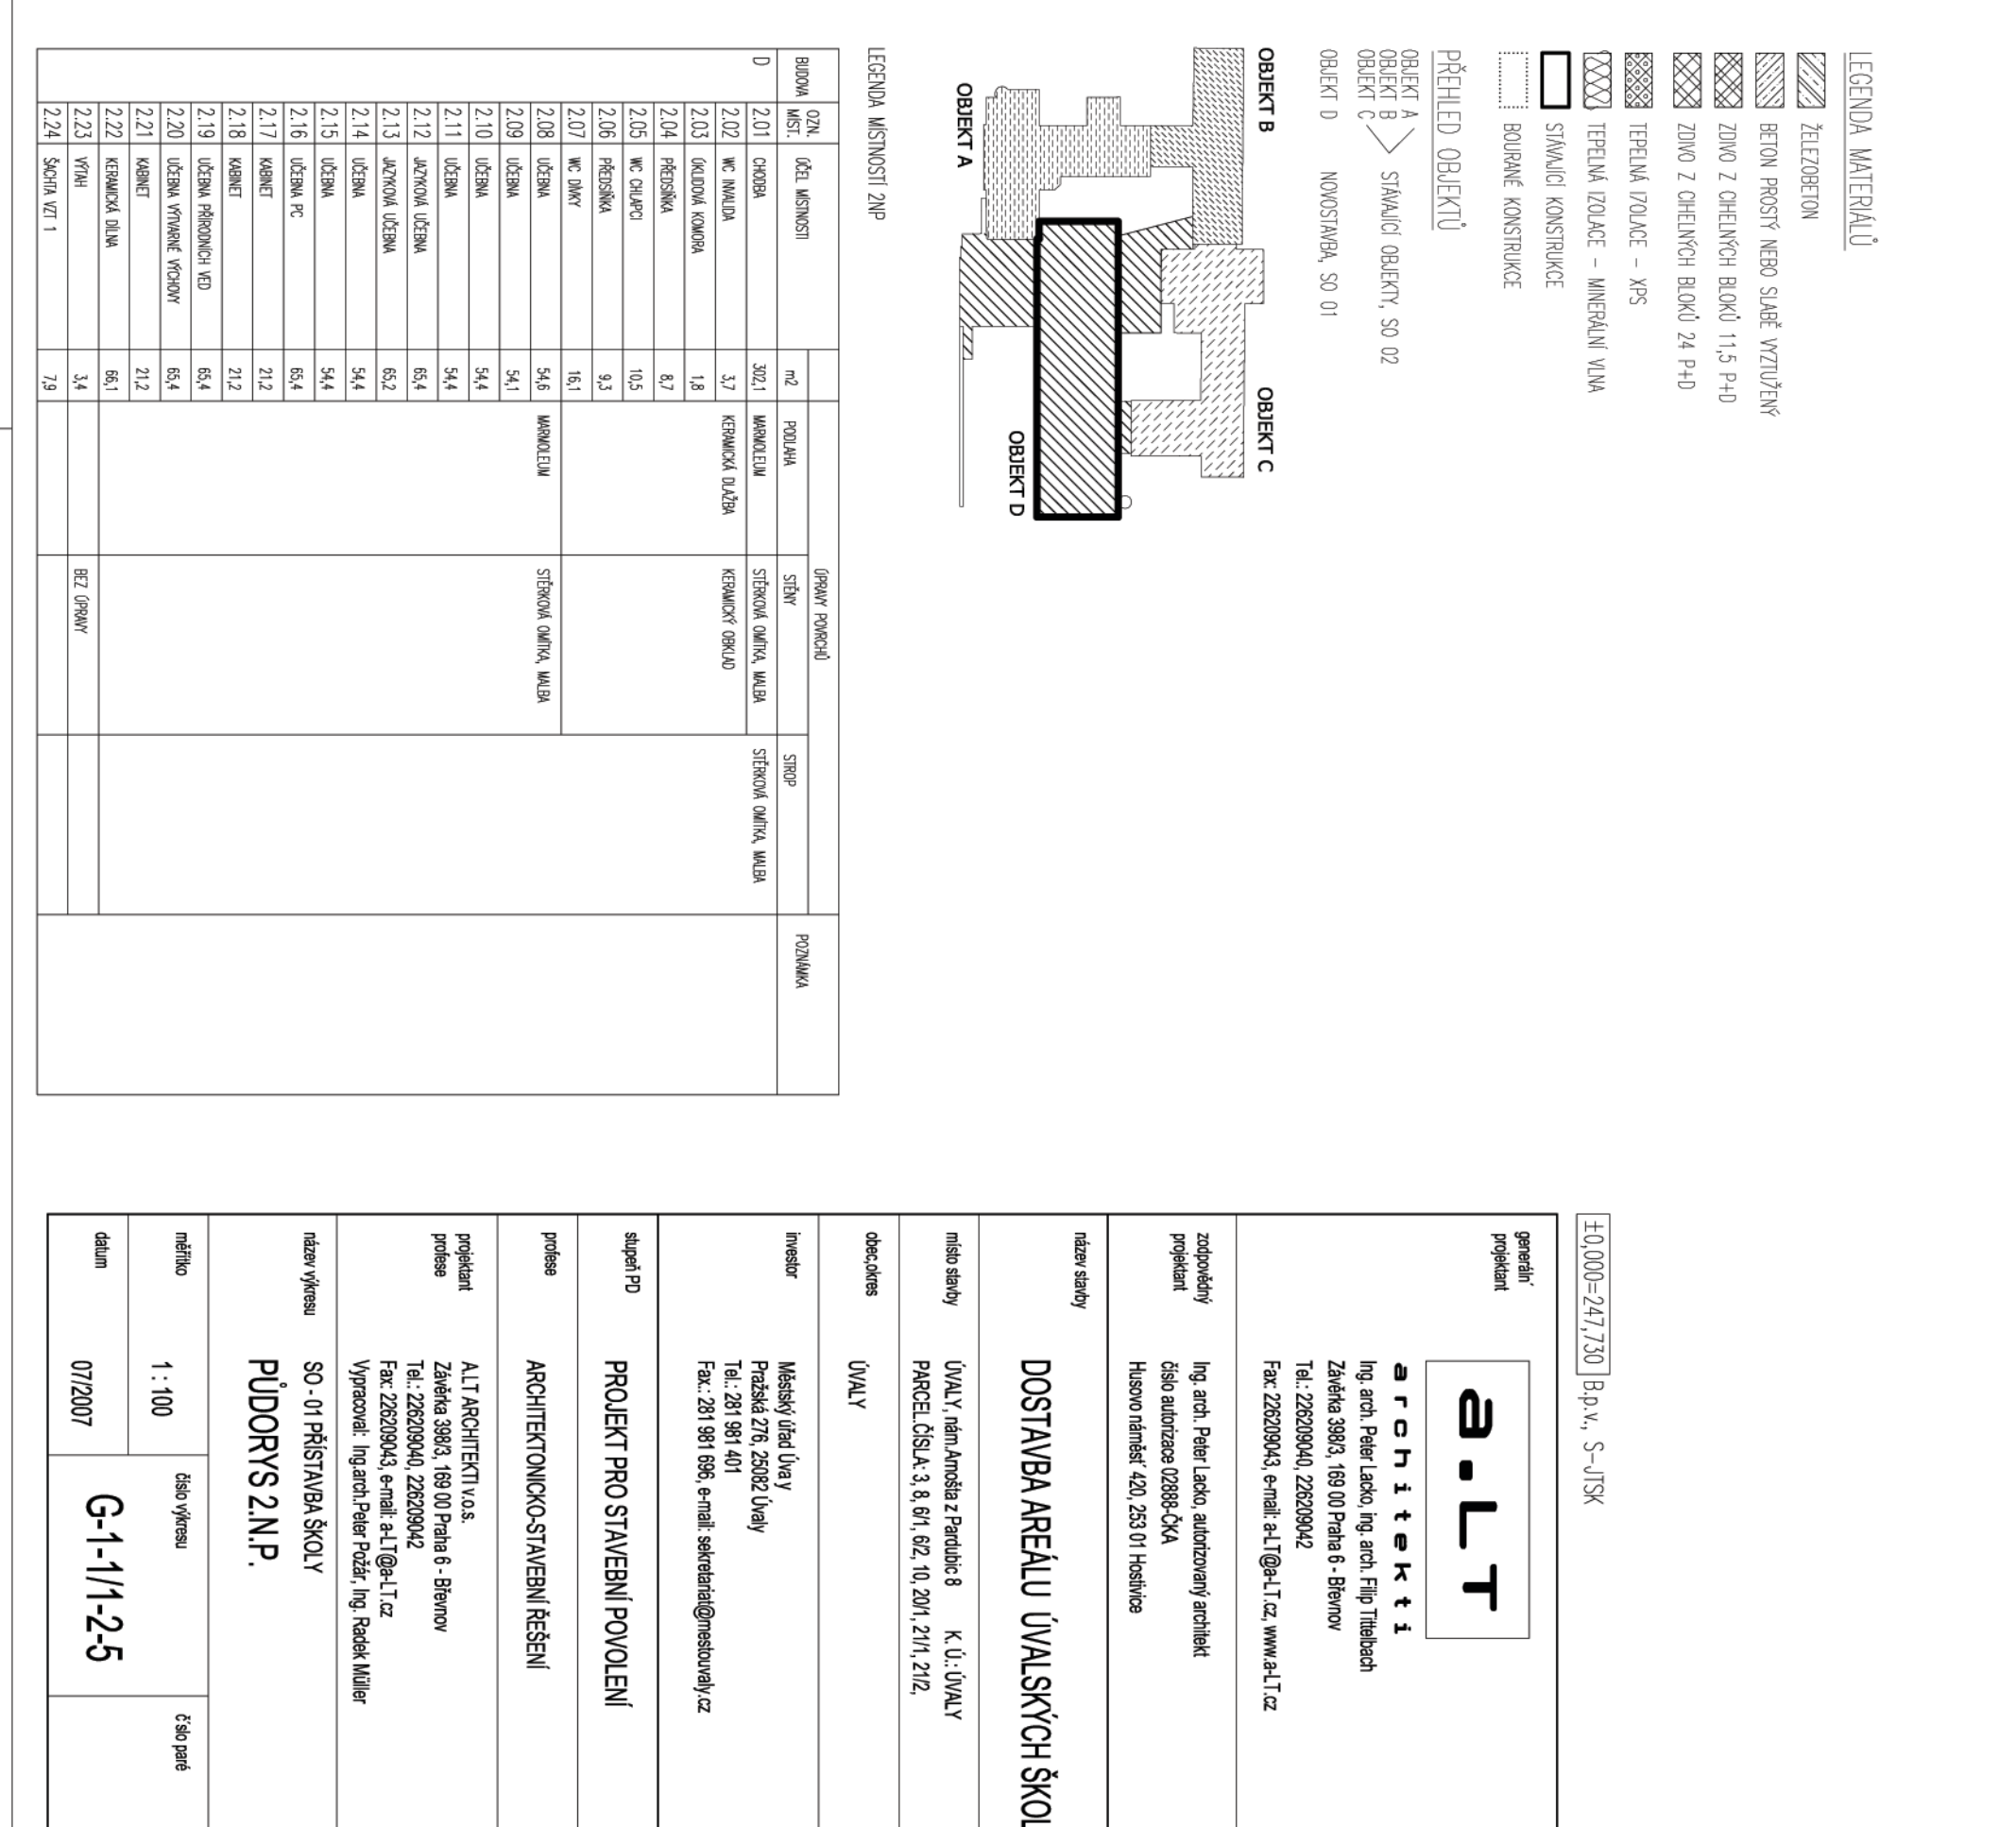 LEGENDA MATERIÁLŮ
ŽELEZOBETON
BETON PROSTÝ NEBO SLABĚ VYZTUŽENÝ
ZDIVO Z CIHELNÝCH BLOKŮ 11,5 P+D
ZDIVO Z CIHELNÝCH BLOKŮ 24 P+D
TEPELNÁ IZOLACE – XPS
TEPELNÁ IZOLACE – MINERÁLNÍ VLNA
STÁVAJÍCÍ KONSTRUKCE
BOURANÉ KONSTRUKCE
PŘEHLED OBJEKTŮ
OBJEKT A
OBJEKT B STÁVAJÍCÍ OBJEKTY, SO 02
OBJEKT C
OBJEKT D NOVOSTAVBA, SO 01
OBJEKT B
OBJEKT C
OBJEKT A
OBJEKT D
LEGENDA MÍSTNOSTÍ 2NP
BUDOVA OZN. MÍST. ÚČEL MÍSTNOSTI ÚPRAVY POVRCHŮ
m2 PODLAHA STĚNY STROP POZNÁMKA
D 2.01 CHODBA 302,1 MARMOLEUM STĚRKOVÁ OMÍTKA, MALBA STĚRKOVÁ OMÍTKA, MALBA
2.02 WC INVALIDA 3,7 KERAMICKÁ DLAŽBA KERAMICKÝ OBKLAD
2.03 ÚKLIDOVÁ KOMORA 1,8
2.04 PŘEDSÍŇKA 8,7
2.05 WC CHLAPCI 10,5
2.06 PŘEDSÍŇKA 9,3
2.07 WC DÍVKY 16,1
2.08 UČEBNA 54,6 MARMOLEUM STĚRKOVÁ OMÍTKA, MALBA
2.09 UČEBNA 54,1
2.10 UČEBNA 54,4
2.11 UČEBNA 54,4
2.12 JAZYKOVÁ UČEBNA 65,4
2.13 JAZYKOVÁ UČEBNA 65,2
2.14 UČEBNA 54,4
2.15 UČEBNA 54,4
2.16 UČEBNA PC 65,4
2.17 KABINET 21,2
2.18 KABINET 21,2
2.19 UČEBNA PŘÍRODNÍCH VĚD 65,4
2.20 UČEBNA VÝTVARNÉ VÝCHOVY 65,4
2.21 KABINET 21,2
2.22 KERAMICKÁ DÍLNA 66,1
2.23 VÝTAH 3,4 BEZ ÚPRAVY
2.24 ŠACHTA VZT 1 7,9
±0,000=247,730 B.p.v., S-JTSK
generáln´
projektant
a.LT
architekti
Ing. arch. Peter Lacko, ing. arch. Filip Tittelbach
Závěrka 398/3, 169 00 Praha 6 - Břevnov
Tel.: 226209040, 226209042
Fax: 226209043, e-mail: a-LT@a-LT.cz, www.a-LT.cz
zodpovědný
projektant
Ing. arch. Peter Lacko, autorizovaný architekt
číslo autorizace 02888-ČKA
Husovo náměst´ 420, 253 01 Hostivice
název stavby DOSTAVBA AREÁLU ÚVALSKÝCH ŠKOL
místo stavby ÚVALY, nám.Arnošta z Pardubic 8 K. Ú.: ÚVALY
PARCEL.ČÍSLA: 3, 8, 6/1, 6/2, 10, 20/1, 21/1, 21/2,
obec,okres ÚVALY
investor Městský úřad Úva y
Pražská 276, 25082 Úvaly
Tel.: 281 981 401
Fax.: 281 981 696, e-mail: sekretariat@mestouvaly.cz
stupeň PD PROJEKT PRO STAVEBNÍ POVOLENÍ
profese ARCHITEKTONICKO-STAVEBNÍ ŘEŠENÍ
projektant
profese
A.LT ARCHITEKTI v.o.s.
Závěrka 398/3, 169 00 Praha 6 - Břevnov
Tel.: 226209040, 226209042
Fax: 226209043, e-mail: a-LT@a-LT.cz
Vypracoval: Ing.arch.Peter Požár, Ing. Radek Müller
název výkresu SO - 01 PŘÍSTAVBA ŠKOLY
PŮDORYS 2.N.P.
měřítko 1 : 100
číslo výkresu
č´slo paré
datum 07/2007
G-1-1/1-2-5